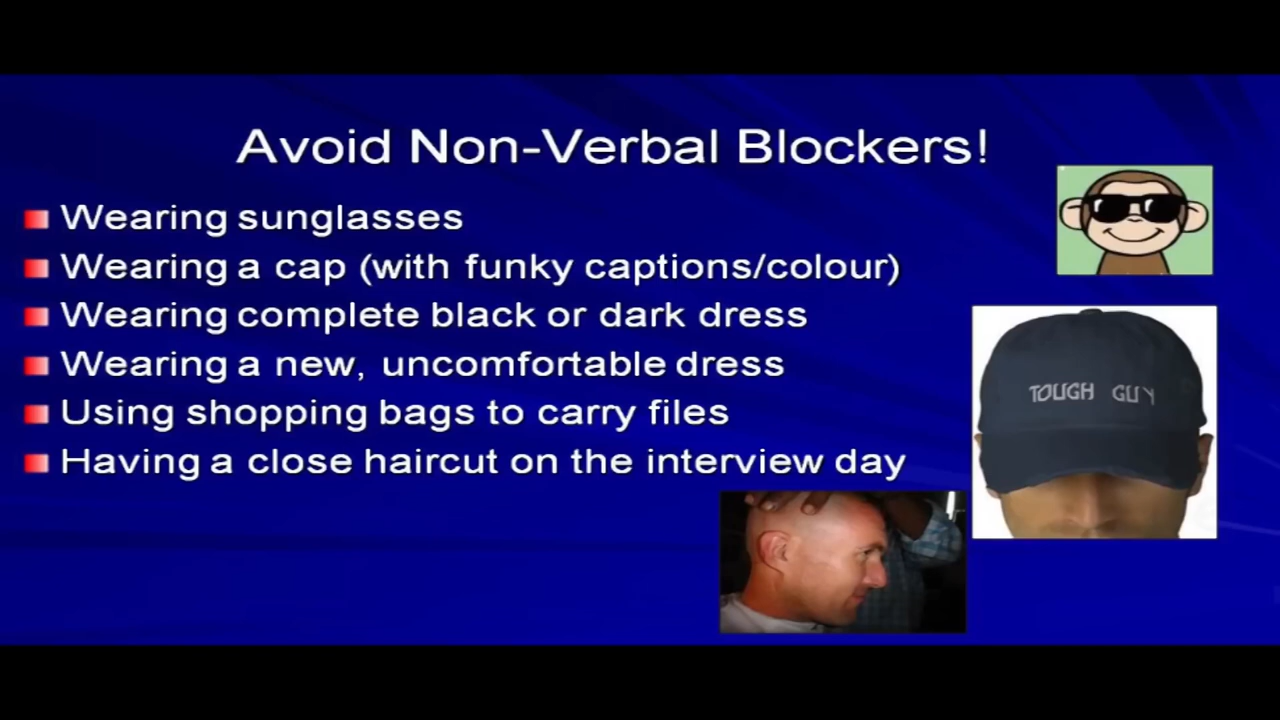 Avoid Non-Verbal Blockers!
Wearing sunglasses
Wearing a cap (with funky captions/colour)
Wearing complete black or dark dress
Wearing a new, uncomfortable dress
Using shopping bags to carry files
Having a close haircut on the interview day
TOUGH GUY